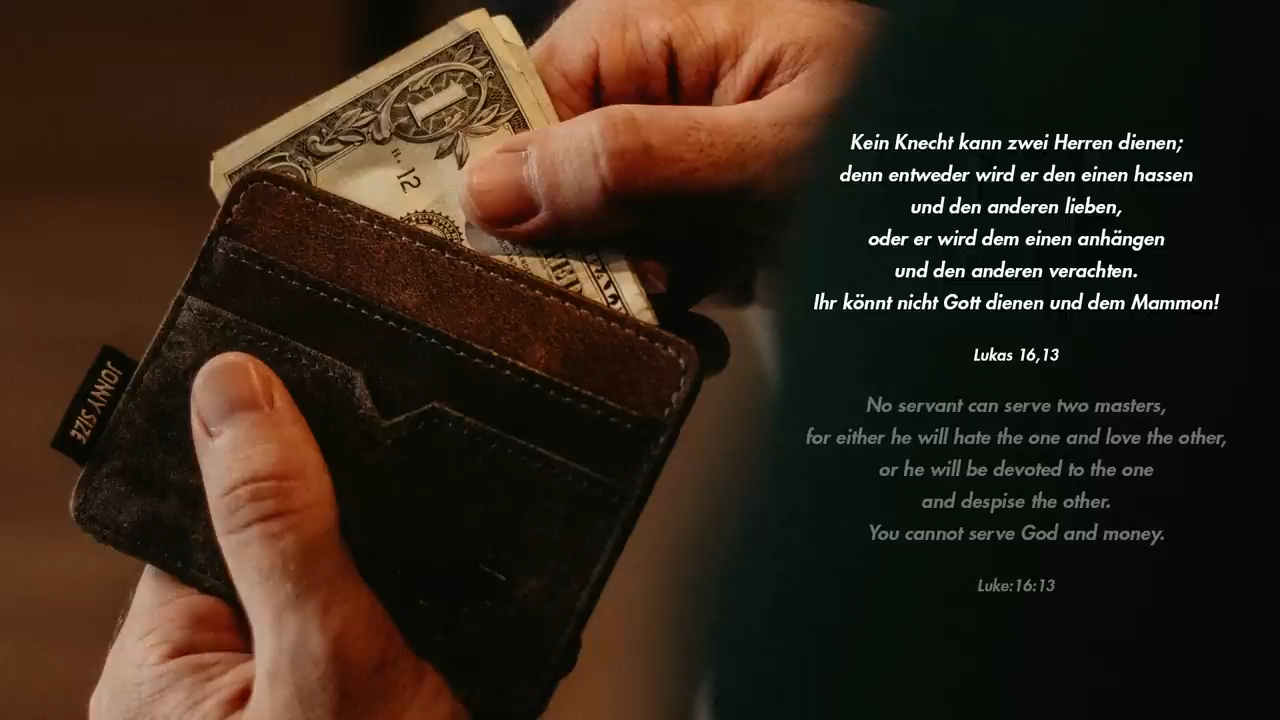 1
H. 12
JONNY SIZE
Kein Knecht kann zwei Herren dienen;
denn entweder wird er den einen hassen
und den anderen lieben,
oder er wird dem einen anhängen
und den anderen verachten.
Ihr könnt nicht Gott dienen und dem Mammon!
Lukas 16,13
No servant can serve two masters,
for either he will hate the one and love the other,
or he will be devoted to the one
and despise the other.
You cannot serve God and money.
Luke:16:13